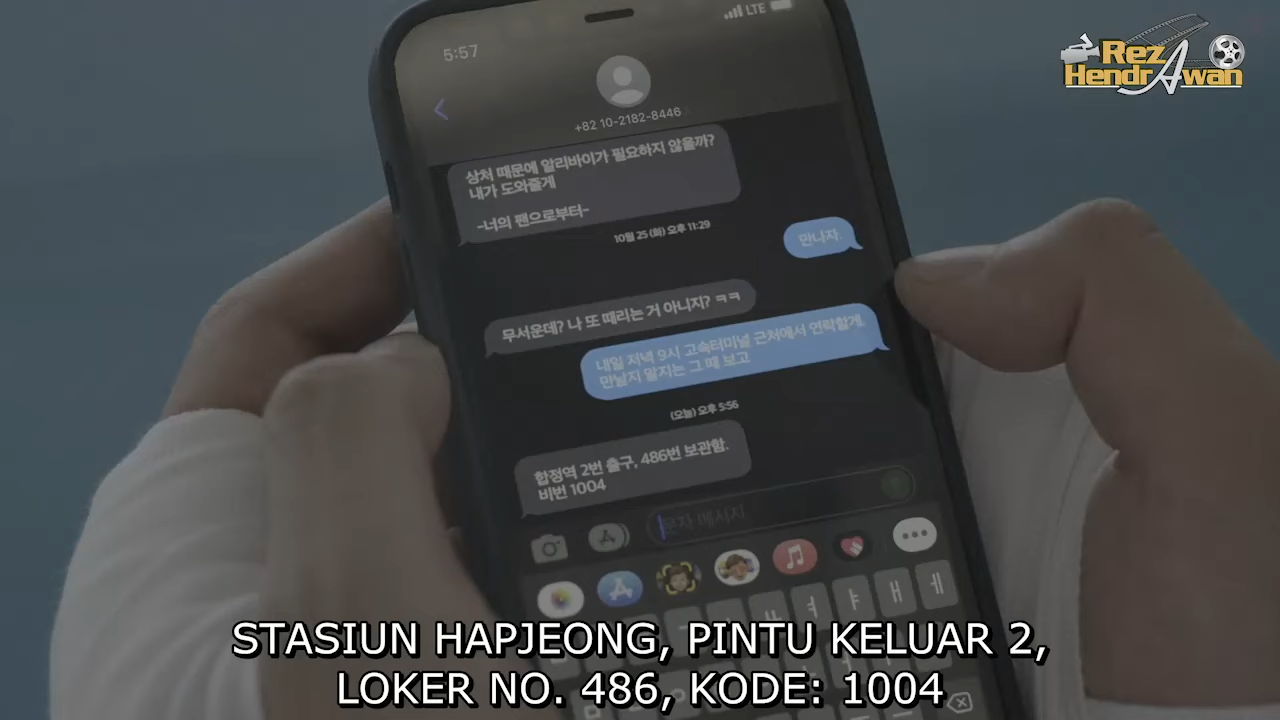 Rez A
Hendrawan
5:57
LTE
+82 10-2182-8446
상처 때문에 알리바이가 필요하지 않을까?
내가 도와줄게
-너의 팬으로부터-
10월 25 (화) 오후 11:29
만나자.
무서운데? 나 또 때리는 거 아니지? ㅋㅋ
내일 저녁 9시 고속터미널 근처에서 연락할게.
만날지 말지는 그 때 보고
(오늘) 오후 5:56
합정역 2번 출구, 486번 보관함.
비번 1004
문자 메시지
ㅕ ㅑ ㅐ ㅔ
STASIUN HAPJEONG, PINTU KELUAR 2,
LOKER NO. 486, KODE: 1004